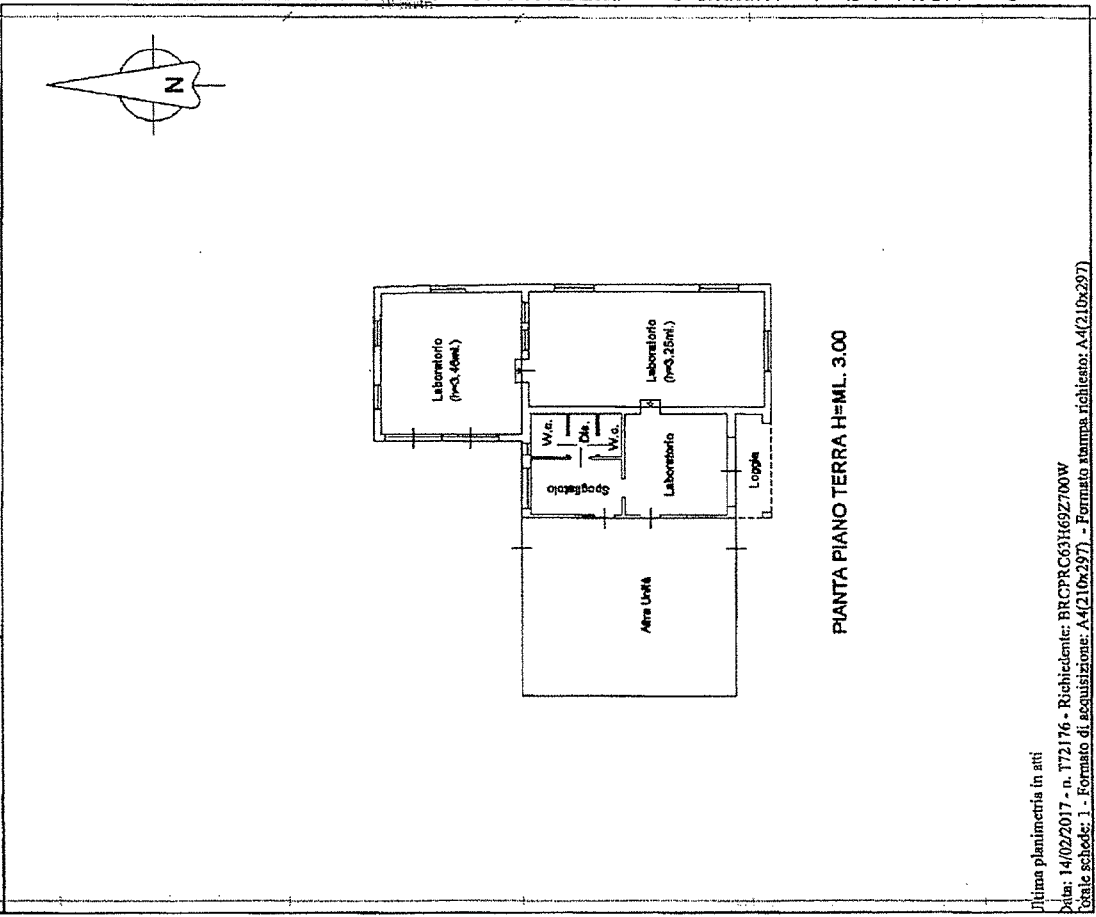 N
Laboratorio
(h=3,46ml.)
Laboratorio
(h=3,25ml.)
W.c.
Dis.
W.c.
Spogliatoio
Laboratorio
Loggia
Altra Unità
PIANTA PIANO TERRA H=ML. 3.00
Ultima planimetria in atti
Data: 14/02/2017 - n. T72176 - Richiedente: BRCPRC63H69Z700W
Totale schede: 1 - Formato di acquisizione: A4(210x297) - Formato stampa richiesto: A4(210x297)